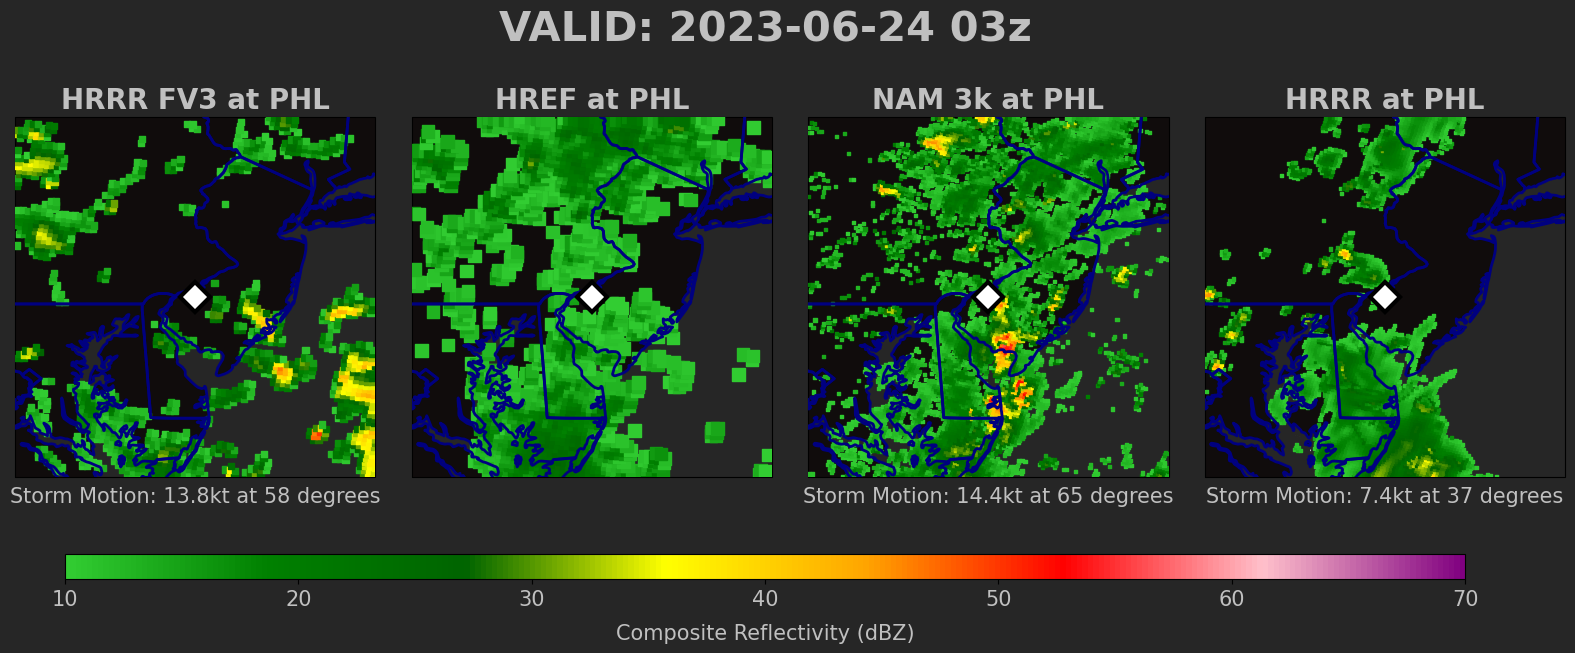 VALID: 2023-06-24 03z
HRRR FV3 at PHL
HREF at PHL
NAM 3k at PHL
HRRR at PHL
Storm Motion: 13.8kt at 58 degrees
Storm Motion: 14.4kt at 65 degrees
Storm Motion: 7.4kt at 37 degrees
10 20 30 40 50 60 70
Composite Reflectivity (dBZ)